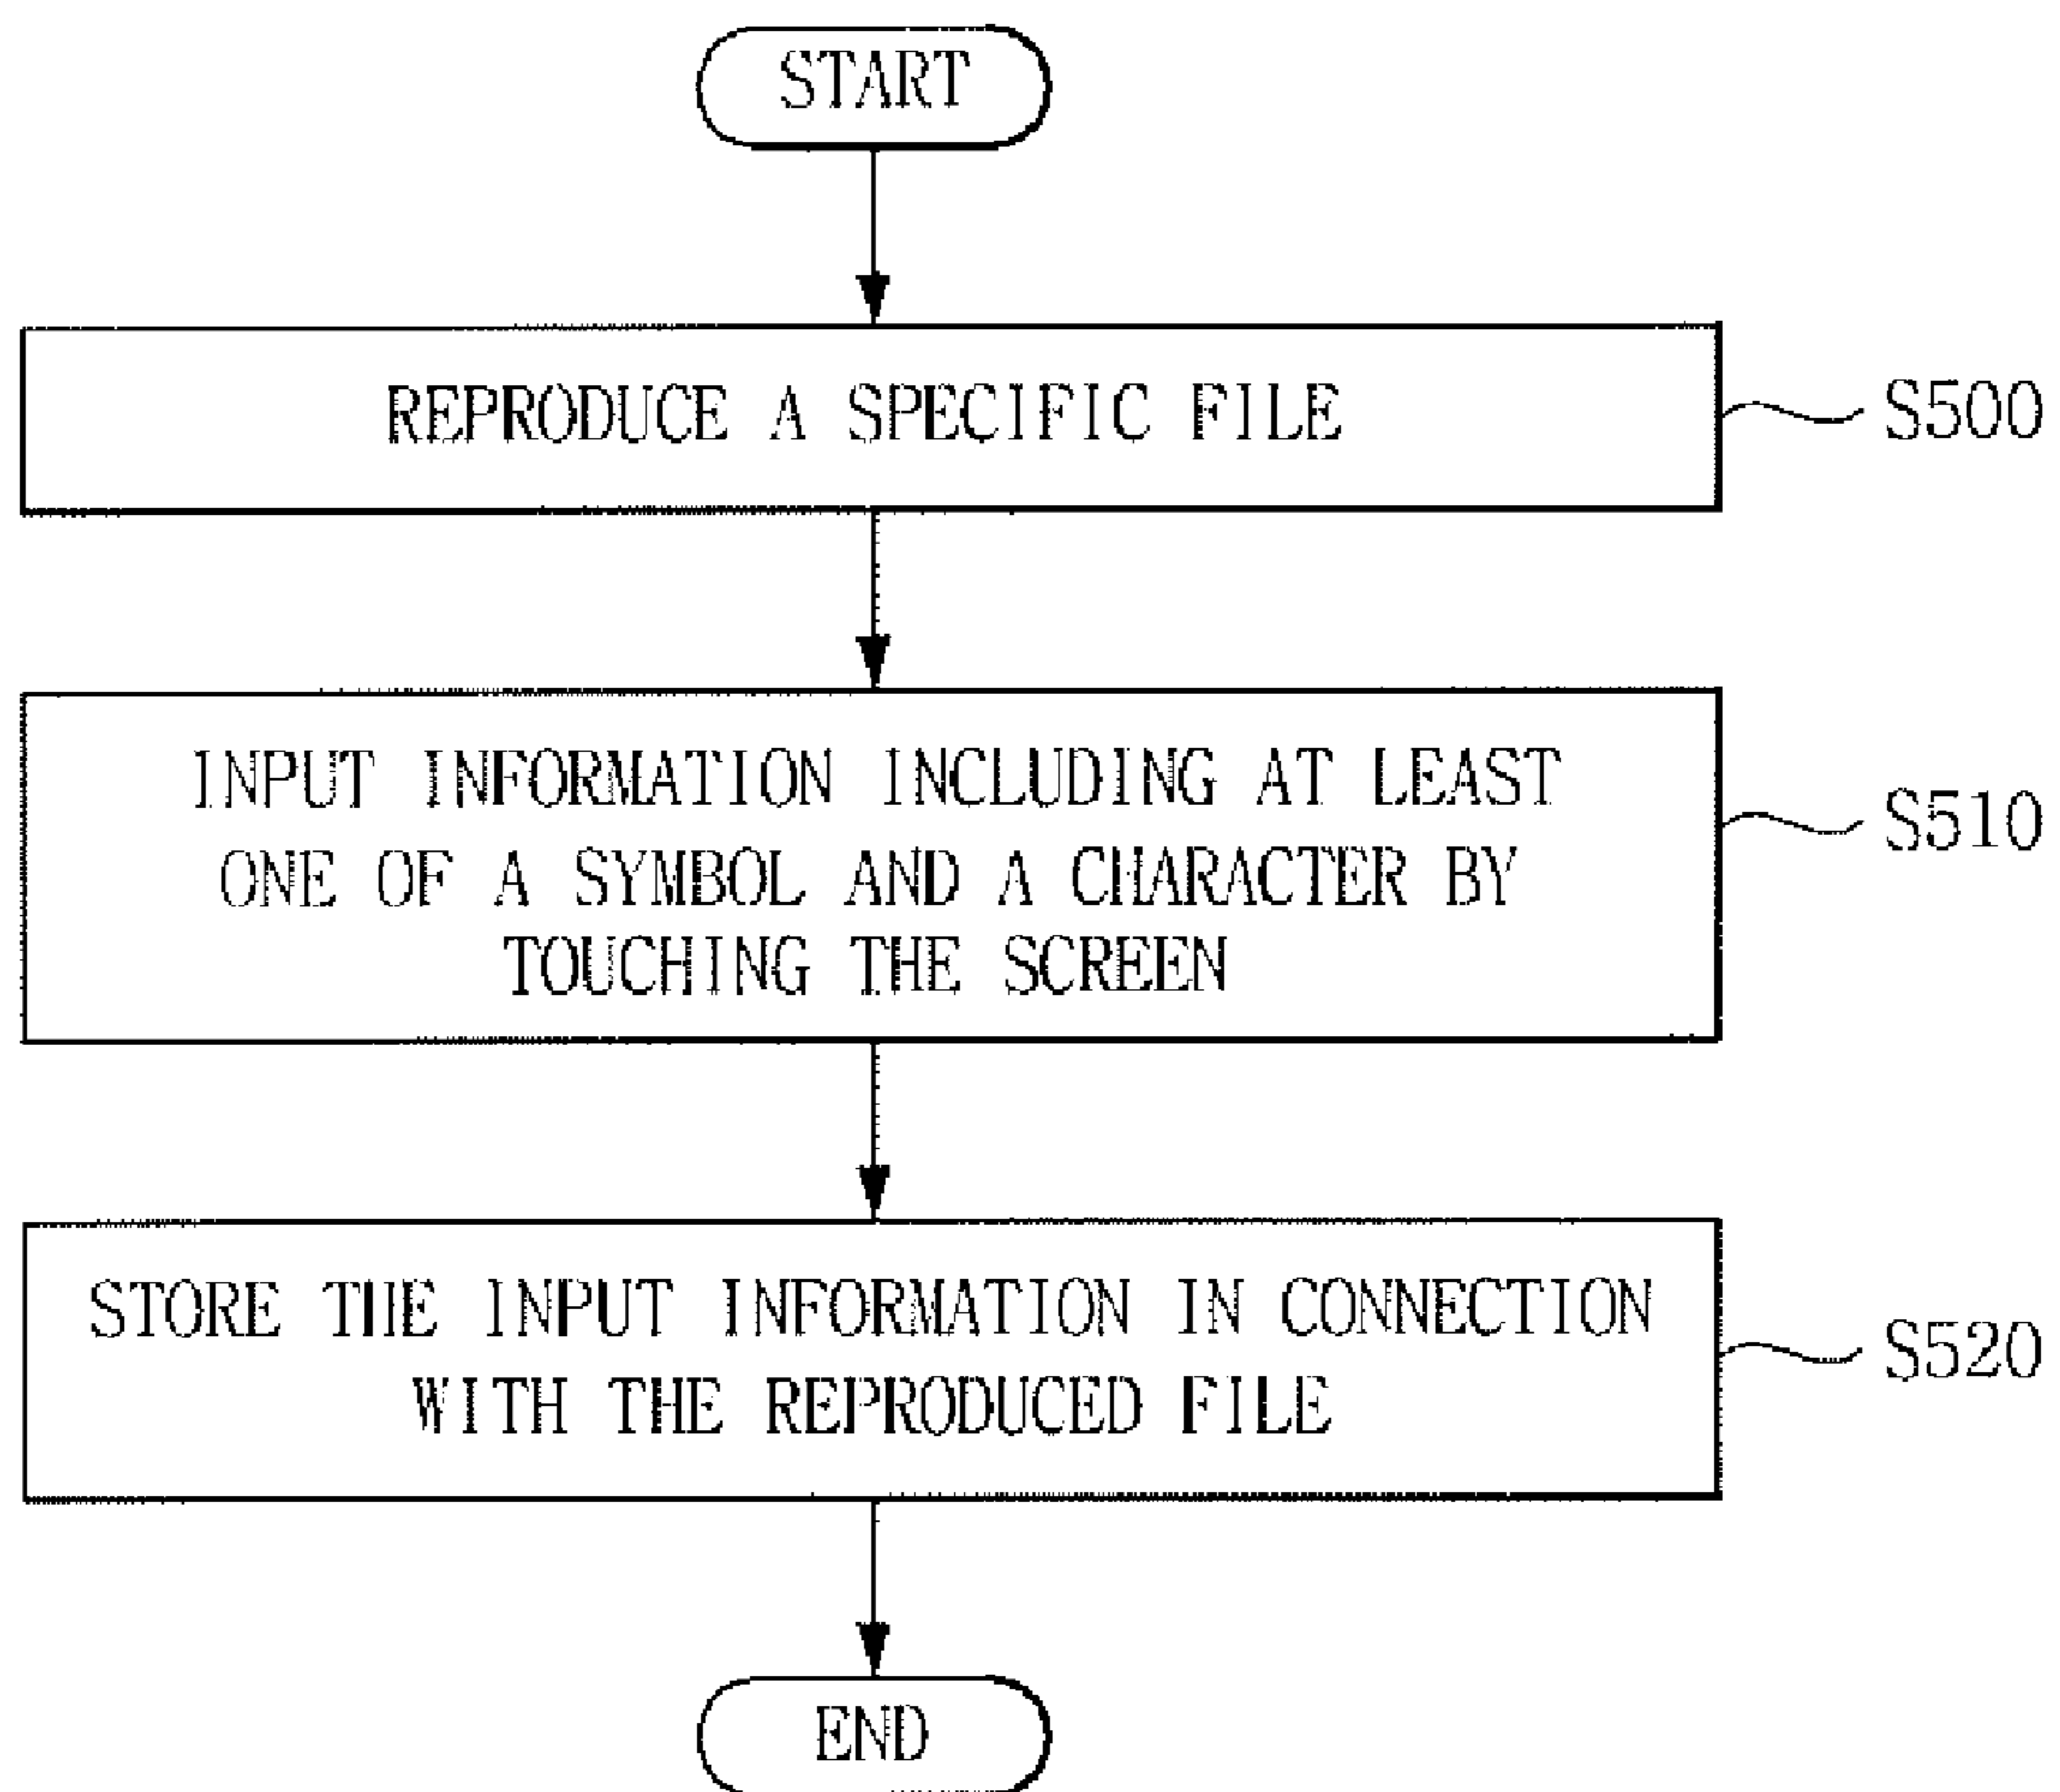 START
REPRODUCE A SPECIFIC FILE
S500
INPUT INFORMATION INCLUDING AT LEAST
ONE OF A SYMBOL AND A CHARACTER BY
TOUCHING THE SCREEN
S510
STORE THE INPUT INFORMATION IN CONNECTION
WITH THE REPRODUCED FILE
S520
END